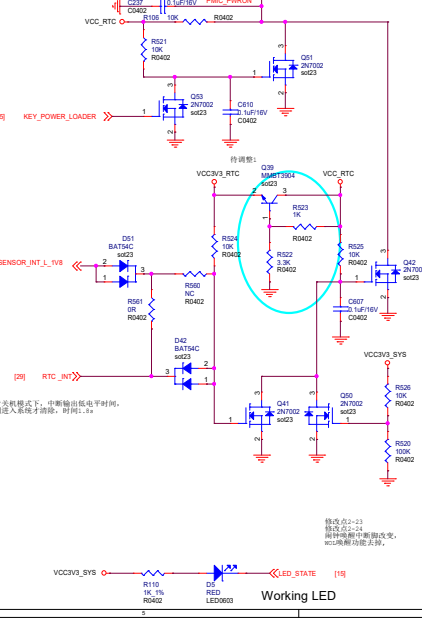 C237
C0402
0.1uF/16V
PMIC_PWRON
VCC_RTC
R106
10K
R0402
R521
10K
R0402
Q51
2N7002
sot23
Q53
2N7002
sot23
C610
0.1uF/16V
C0402
KEY_POWER_LOADER
待调整:
Q39
MMBT3904
sot23
VCC3V3_RTC
VCC_RTC
R523
1K
R0402
D51
BAT54C
sot23
R524
10K
R0402
R522
3.3K
R0402
R525
10K
R0402
Q42
2N700
sot23
SENSOR_INT_L_1V8
R560
NC
R0402
R561
0R
R0402
C607
0.1uF/16V
C0402
D42
BAT54C
sot23
VCC3V3_SYS
[29] RTC_INT
R526
10K
R0402
Q41
2N7002
sot23
Q50
2N7002
sot23
R520
100K
R0402
关机模式下，中断输出低电平时间，
进入系统才清除，时间1.8s
修改点2-23
修改点2-24
闹钟唤醒中断脚改变，
WOL唤醒功能去掉，
VCC3V3_SYS
R110
1K_1%
R0402
D5
RED
LED0603
LED_STATE [15]
Working LED
5